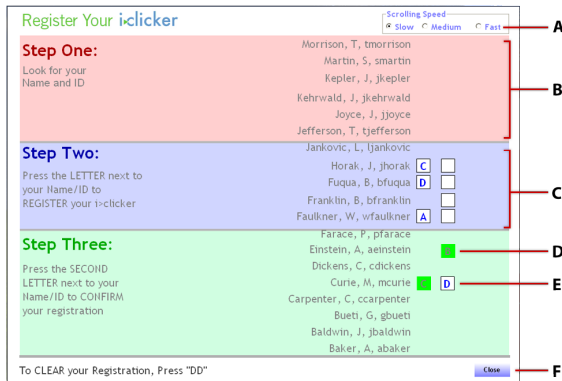 Register Your i>clicker
Scrolling Speed
Slow Medium Fast
A
Step One:
Look for your
Name and ID
Morrison, T, tmorrison
Martin, S, smartin
Kepler, J, jkepler
Kehrwald, J, jkehrwald
Joyce, J, jjoyce
Jefferson, T, tjefferson
B
Jankovic, L, ljankovic
Step Two:
Press the LETTER next to
your Name/ID to
REGISTER your i>clicker
Horak, J, jhorak C
Fuqua, B, bfuqua D
Franklin, B, bfranklin
Faulkner, W, wfaulkner A
C
Farace, P, pfarace
Step Three:
Press the SECOND
LETTER next to your
Name/ID to CONFIRM
your registration
Einstein, A, aeinstein
D
Dickens, C, cdickens
Curie, M, mcurie D
E
Carpenter, C, ccarpenter
Bueti, G, gbueti
Baldwin, J, jbaldwin
Baker, A, abaker
To CLEAR your Registration, Press "DD"
Close
F